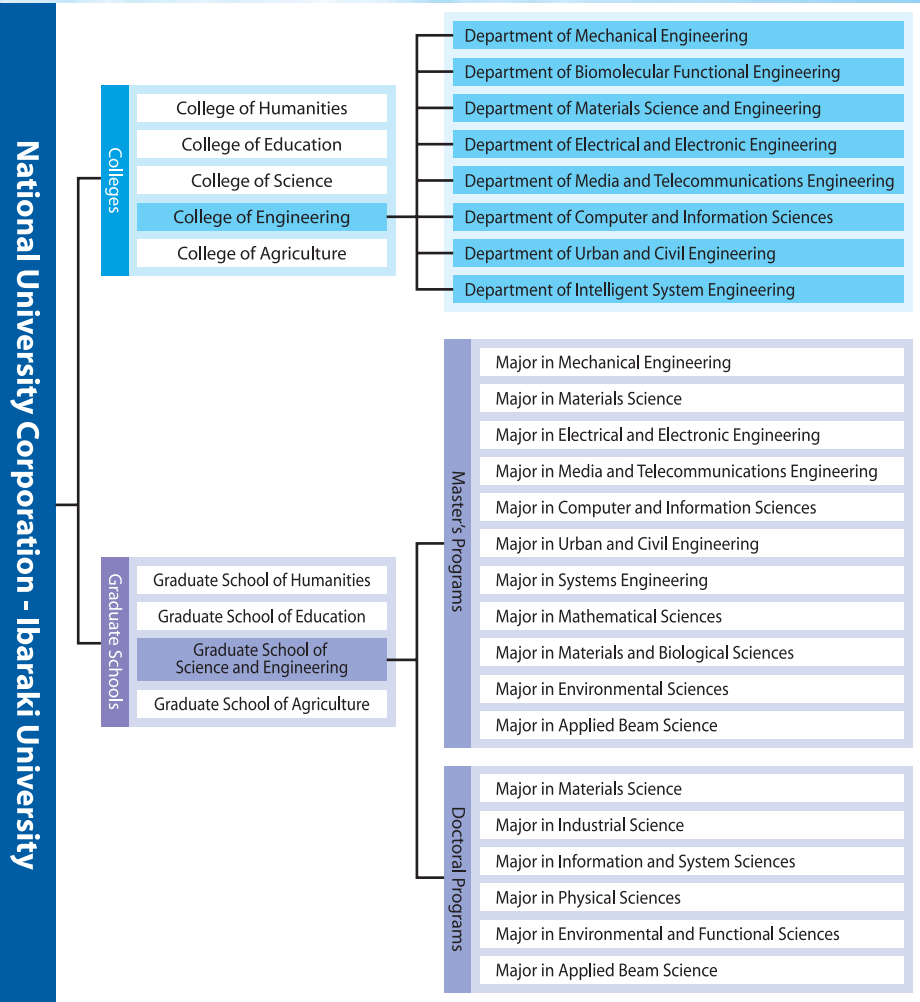 National University Corporation - Ibaraki University
Colleges
College of Humanities
College of Education
College of Science
College of Engineering
College of Agriculture
Department of Mechanical Engineering
Department of Biomolecular Functional Engineering
Department of Materials Science and Engineering
Department of Electrical and Electronic Engineering
Department of Media and Telecommunications Engineering
Department of Computer and Information Sciences
Department of Urban and Civil Engineering
Department of Intelligent System Engineering
Graduate Schools
Graduate School of Humanities
Graduate School of Education
Graduate School of
Science and Engineering
Graduate School of Agriculture
Master's Programs
Major in Mechanical Engineering
Major in Materials Science
Major in Electrical and Electronic Engineering
Major in Media and Telecommunications Engineering
Major in Computer and Information Sciences
Major in Urban and Civil Engineering
Major in Systems Engineering
Major in Mathematical Sciences
Major in Materials and Biological Sciences
Major in Environmental Sciences
Major in Applied Beam Science
Doctoral Programs
Major in Materials Science
Major in Industrial Science
Major in Information and System Sciences
Major in Physical Sciences
Major in Environmental and Functional Sciences
Major in Applied Beam Science